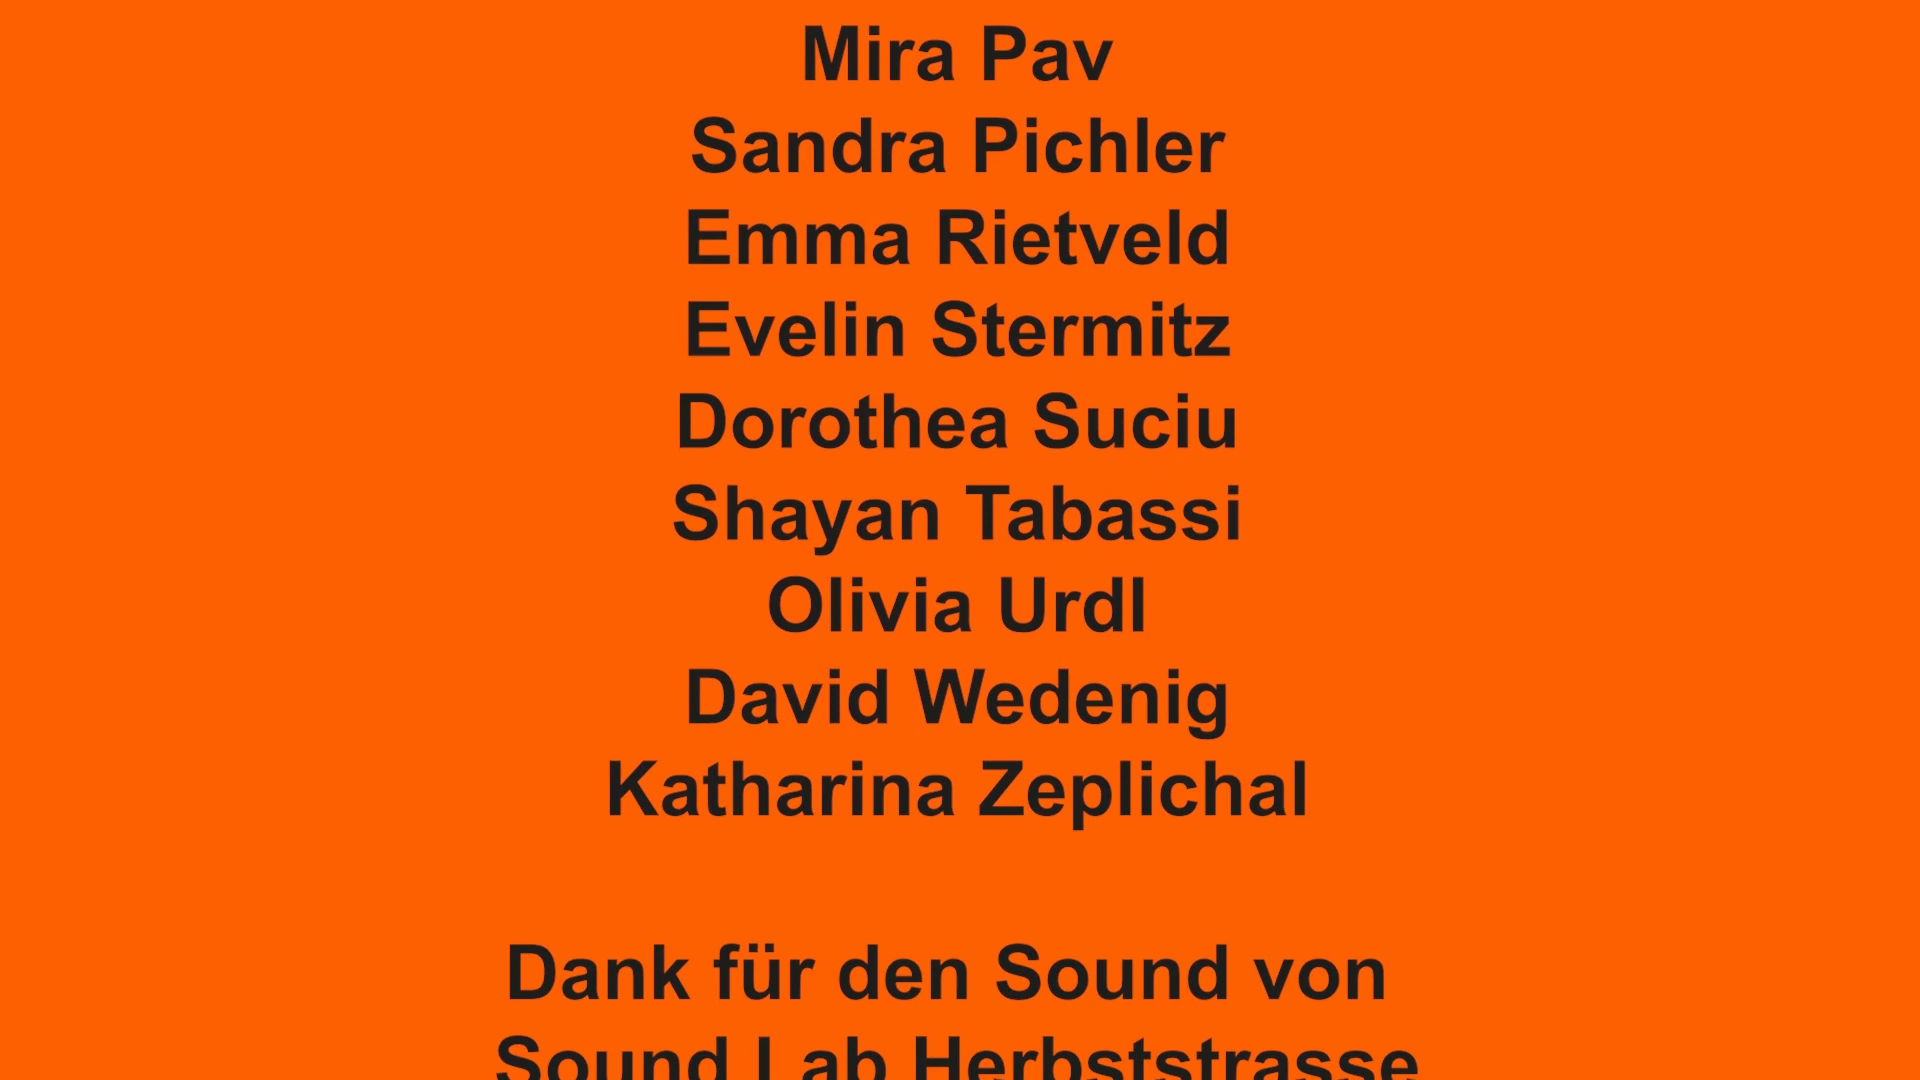 Mira Pav
Sandra Pichler
Emma Rietveld
Evelin Stermitz
Dorothea Suciu
Shayan Tabassi
Olivia Urdl
David Wedenig
Katharina Zeplichal
Dank für den Sound von
Sound Lab Herbststrasse